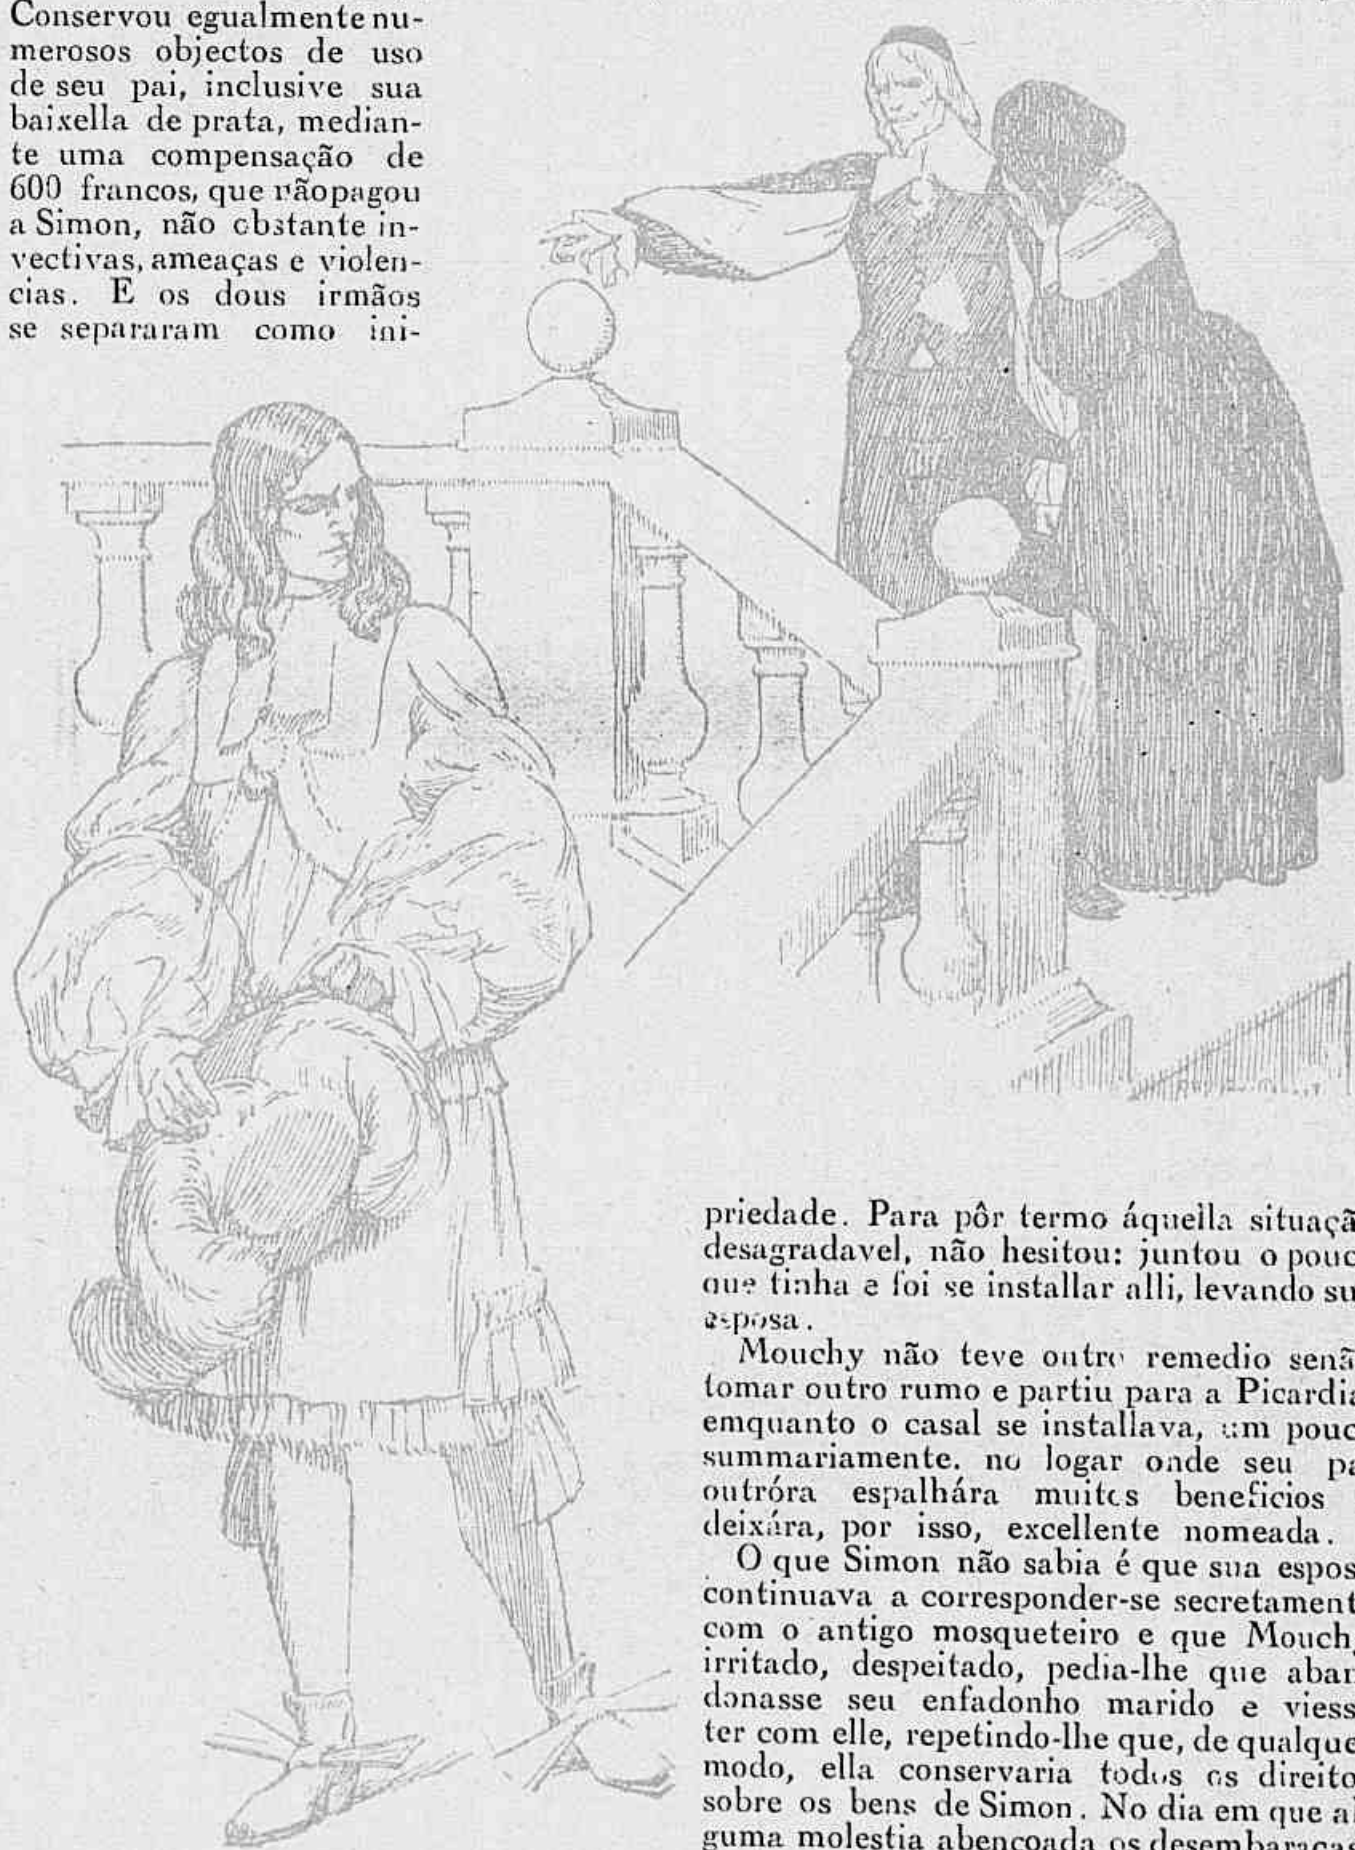 Conservou egualmente nu-
merosos objectos de uso
de seu pai, inclusive sua
baixella de prata, median-
te uma compensação de
600 francos, que nãopagou
a Simon, não obstante in-
vectivas, ameaças e violen-
cias. E os dous irmãos
se separaram como ini-
priedade. Para pôr termo áquella situaçã
desagradavel, não hesitou: juntou o pouc
que tinha e foi se installar alli, levando su
esposa.
Mouchy não teve outro remedio senã
tomar outro rumo e partiu para a Picardia
emquanto o casal se installava, um pouc
summariamente. no logar onde seu pa
outróra espalhára muitos beneficios
deixára, por isso, excellente nomeada.
O que Simon não sabia é que sua espos
continuava a corresponder-se secretament
com o antigo mosqueteiro e que Mouch
irritado, despeitado, pedia-lhe que aban
donasse seu enfadonho marido e viess
ter com elle, repetindo-lhe que, de qualque
modo, ella conservaria todos os direito
sobre os bens de Simon. No dia em que al
guma molestia abençoada os desembaraças